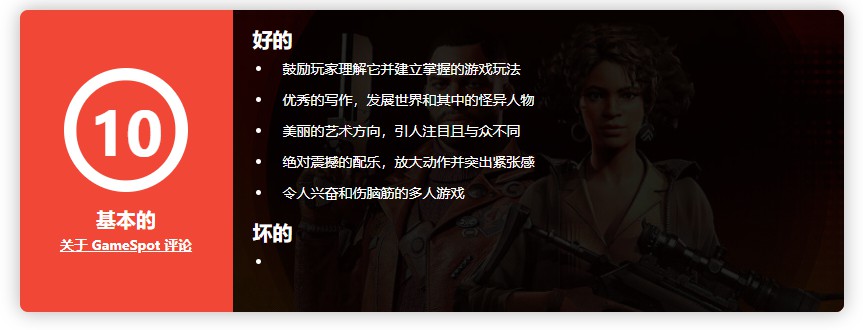 10
基本的
关于 GameSpot 评论
好的
鼓励玩家理解它并建立掌握的游戏玩法
优秀的写作，发展世界和其中的怪异人物
美丽的艺术方向，引人注目且与众不同
绝对震撼的配乐，放大动作并突出紧张感
令人兴奋和伤脑筋的多人游戏
坏的